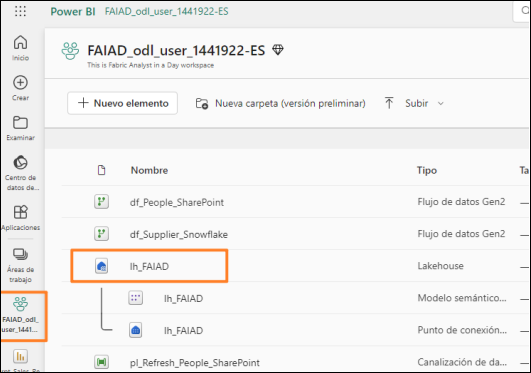 Power BI FAIAD_odl_user_1441922-ES
FAIAD_odl_user_1441922-ES
This is Fabric Analyst in a Day workspace
Inicio
Crear
Examinar
Centro de
datos de...
Aplicaciones
Áreas de
trabajo
FAIAD_odl_
user_1441...
+ Nuevo elemento Nueva carpeta (versión preliminar) Subir
Nombre Tipo
df_People_SharePoint Flujo de datos Gen2 —
df_Supplier_Snowflake Flujo de datos Gen2 —
lh_FAIAD Lakehouse —
lh_FAIAD Modelo semántico... —
lh_FAIAD Punto de conexión... —
pl_Refresh_People_SharePoint Canalización de da... —